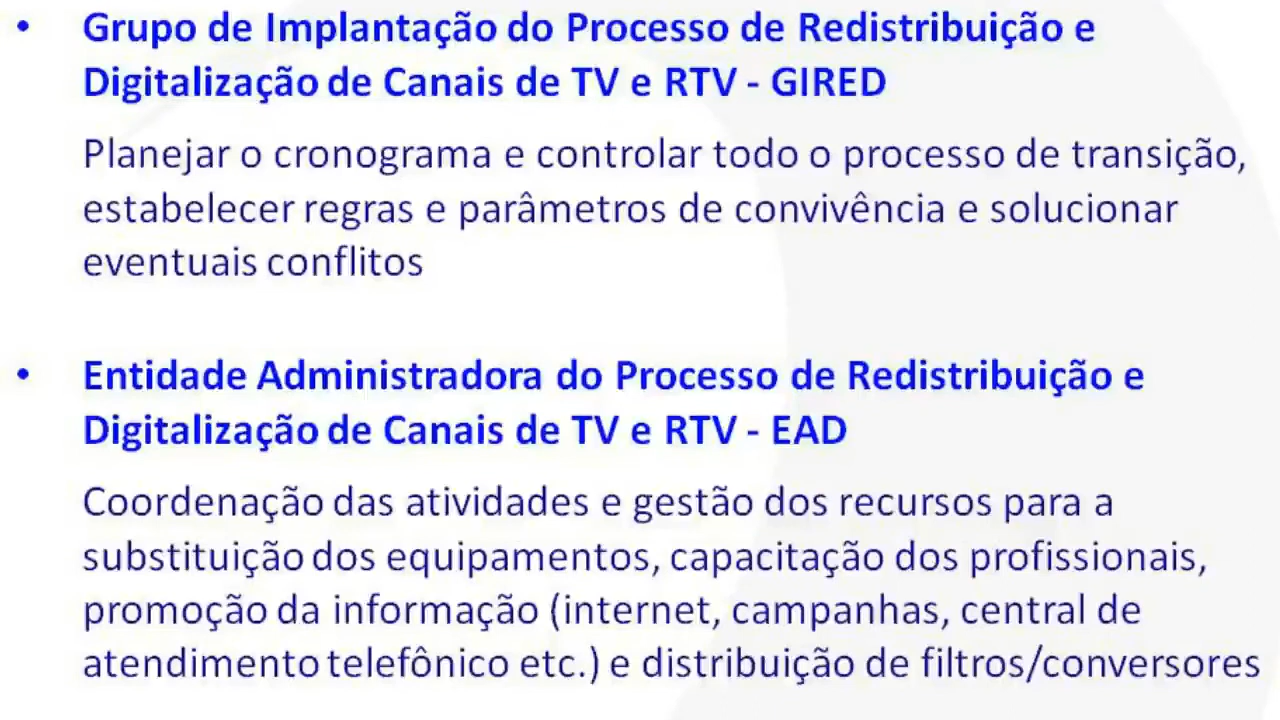 • Grupo de Implantação do Processo de Redistribuição e
Digitalização de Canais de TV e RTV - GIRED
Planejar o cronograma e controlar todo o processo de transição,
estabelecer regras e parâmetros de convivência e solucionar
eventuais conflitos
• Entidade Administradora do Processo de Redistribuição e
Digitalização de Canais de TV e RTV - EAD
Coordenação das atividades e gestão dos recursos para a
substituição dos equipamentos, capacitação dos profissionais,
promoção da informação (internet, campanhas, central de
atendimento telefônico etc.) e distribuição de filtros/conversores